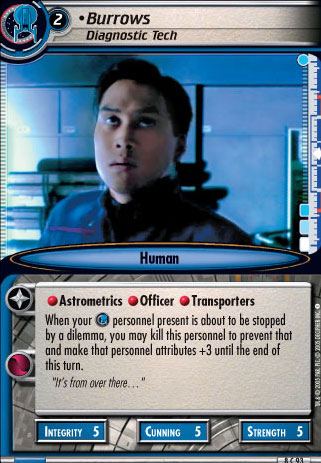 2 • Burrows
Diagnostic Tech
Human
Astrometrics Officer Transporters
When your personnel present is about to be stopped
by a dilemma, you may kill this personnel to prevent that
and make that personnel attributes +3 until the end of
this turn.
"It's from over there…"
INTEGRITY 5 CUNNING 5 STRENGTH 5
8 C 93